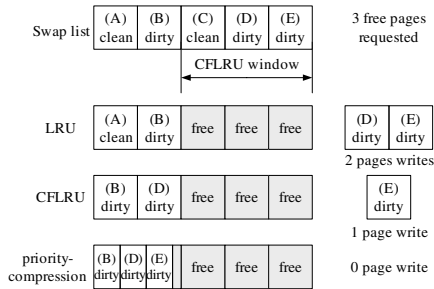 Swap list
(A) clean
(B) dirty
(C) clean
(D) dirty
(E) dirty
3 free pages requested
CFLRU window
LRU
(A) clean
(B) dirty
free
free
free
(D) dirty
(E) dirty
2 pages writes
CFLRU
(B) dirty
(D) dirty
free
free
free
(E) dirty
1 page write
priority-compression
(B) dirty
(D) dirty
(E) dirty
free
free
free
0 page write